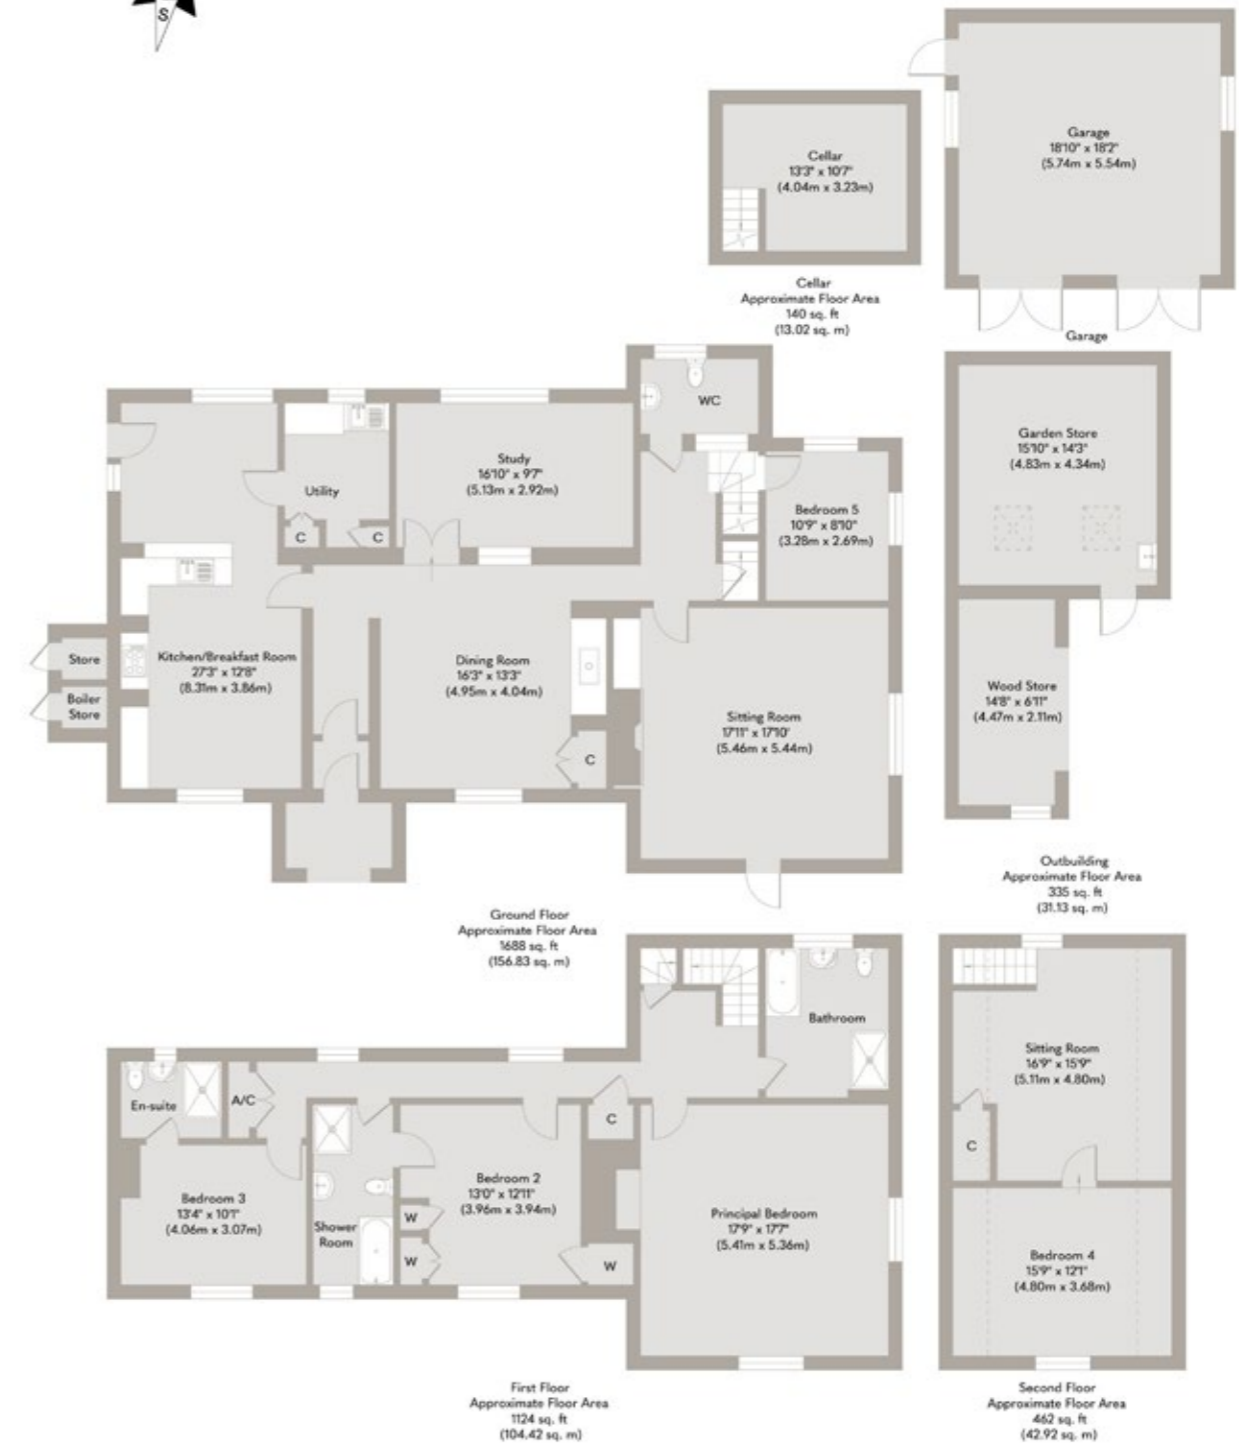 S
Cellar
13'3" x 10'7"
(4.04m x 3.23m)
Cellar
Approximate Floor Area
140 sq. ft
(13.02 sq. m)
Garage
18'10" x 18'2"
(5.74m x 5.54m)
Garage
WC
Study
16'10" x 9'7"
(5.13m x 2.92m)
Utility
C
C
Bedroom 5
10'9" x 8'10"
(3.28m x 2.69m)
Store
Boiler
Store
Kitchen/Breakfast Room
27'3" x 12'8"
(8.31m x 3.86m)
Dining Room
16'3" x 13'3"
(4.95m x 4.04m)
C
Sitting Room
17'11" x 17'10'
(5.46m x 5.44m)
Ground Floor
Approximate Floor Area
1688 sq. ft
(156.83 sq. m)
Garden Store
15'10" x 14'3"
(4.83m x 4.34m)
Wood Store
14'8" x 6'11"
(4.47m x 2.11m)
Outbuilding
Approximate Floor Area
335 sq. ft
(31.13 sq. m)
Bathroom
En-suite
A/C
C
Bedroom 3
13'4" x 10'1"
(4.06m x 3.07m)
Shower
Room
Bedroom 2
13'0" x 12'11"
(3.96m x 3.94m)
W
W
W
Principal Bedroom
17'9" x 17'7"
(5.41m x 5.36m)
First Floor
Approximate Floor Area
1124 sq. ft
(104.42 sq. m)
Sitting Room
16'9" x 15'9"
(5.11m x 4.80m)
C
Bedroom 4
15'9" x 12'1"
(4.80m x 3.68m)
Second Floor
Approximate Floor Area
462 sq. ft
(42.92 sq. m)